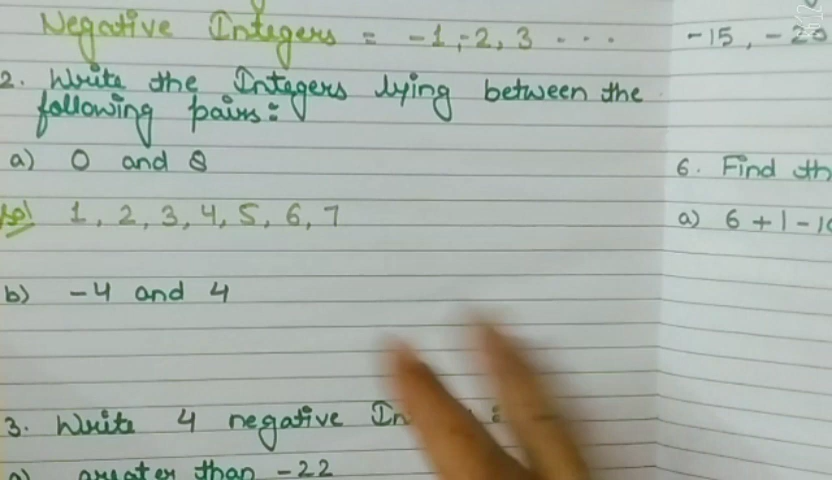 Negative Integers = -1, -2, 3 ...
2. Write the Integers lying between the
following pairs:
a) 0 and 8
Sol 1, 2, 3, 4, 5, 6, 7
b) -4 and 4
3. Write 4 negative
a) greater than -22
-15, -20
6. Find th
a) 6 + 1 - 10